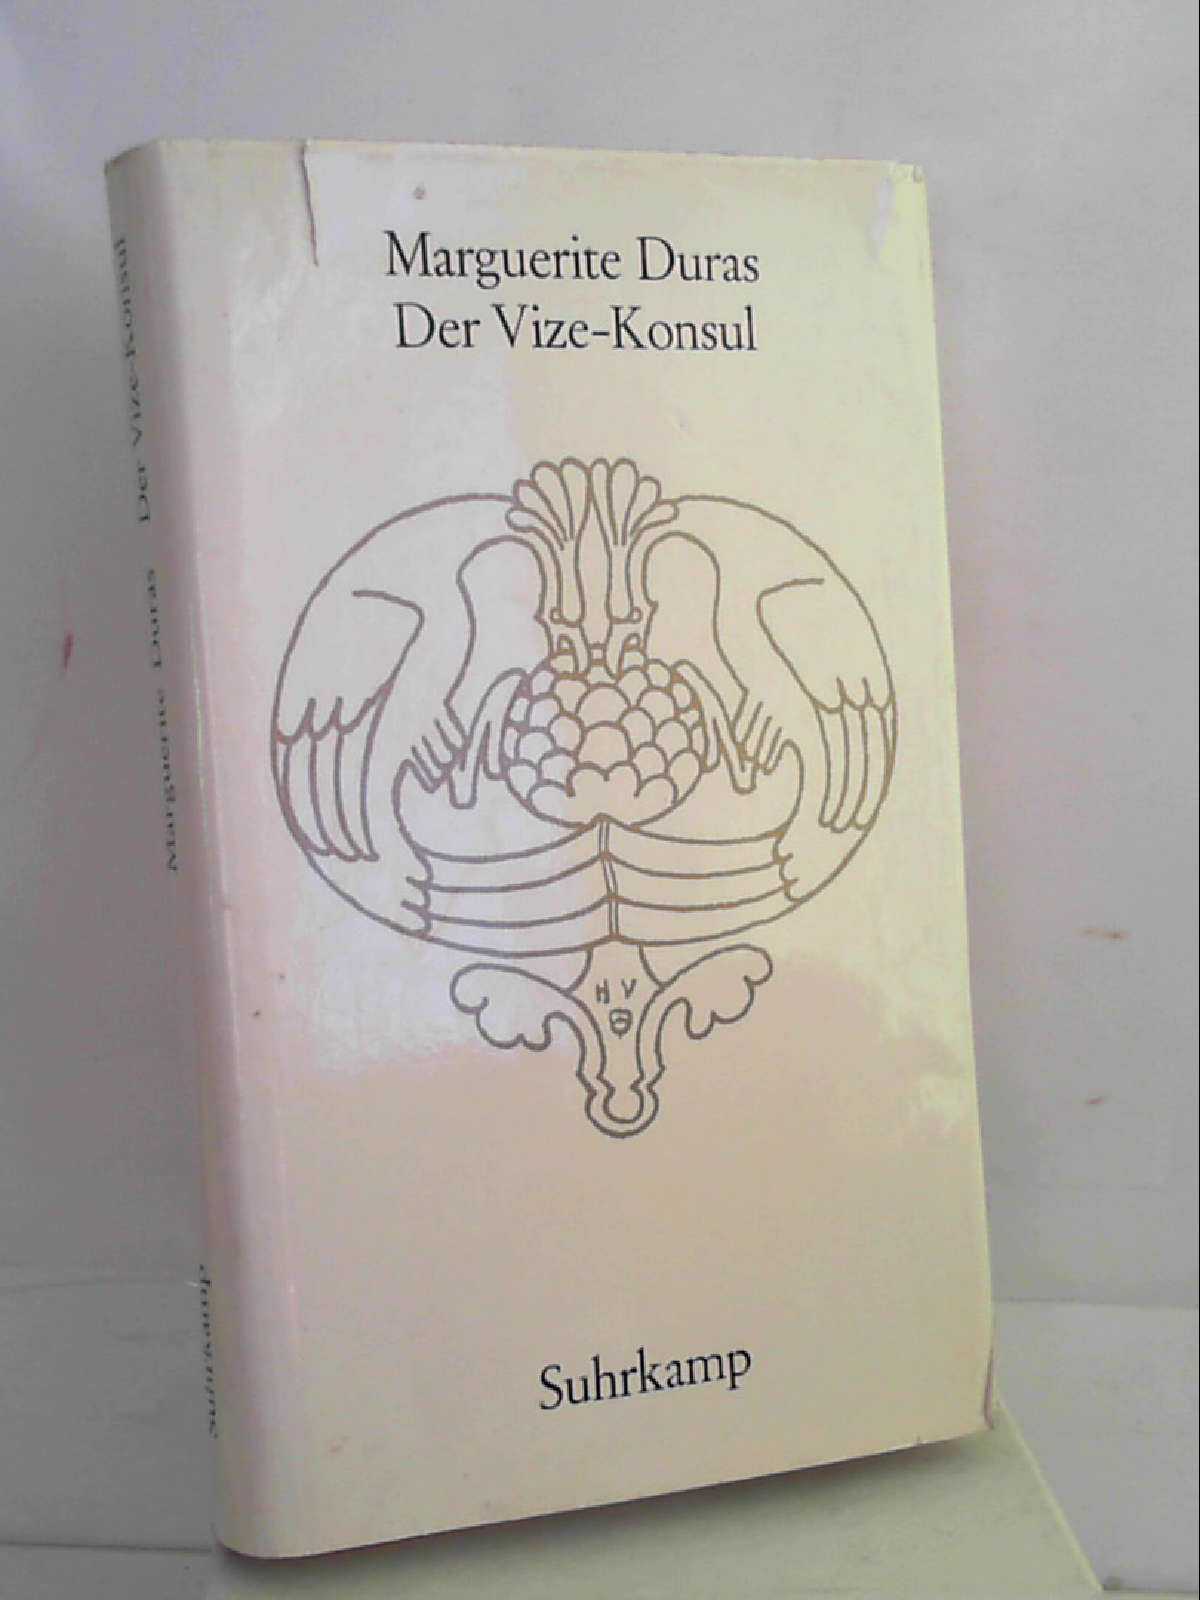 Marguerite Duras
Der Vize-Konsul
H V
Suhrkamp
Marguerite Duras Der Vize-Konsul
Suhrkamp